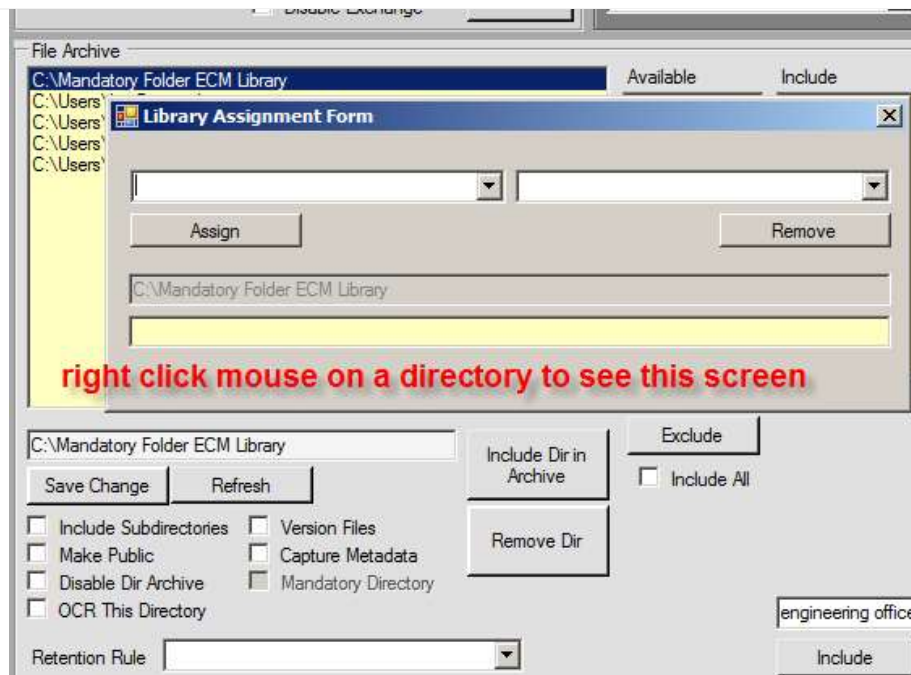 Disable Exchange
File Archive
C:\Mandatory Folder ECM Library
Available
Include
C:\Users\
C:\Users\
C:\Users\
C:\Users\
Library Assignment Form
Assign
Remove
C:\Mandatory Folder ECM Library
right click mouse on a directory to see this screen
C:\Mandatory Folder ECM Library
Include Dir in
Archive
Exclude
Include All
Save Change
Refresh
Remove Dir
Include Subdirectories
Version Files
Make Public
Capture Metadata
Disable Dir Archive
Mandatory Directory
OCR This Directory
engineering office
Retention Rule
Include